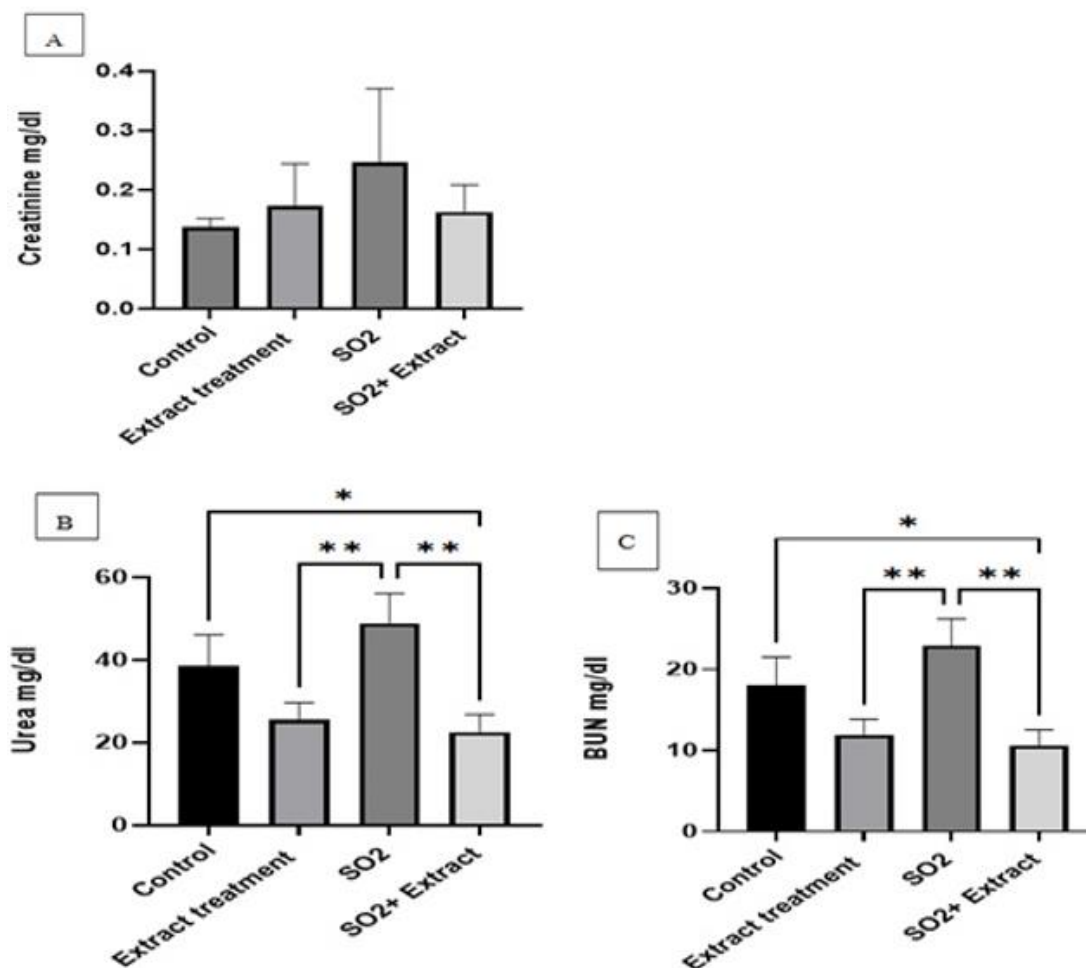 A
Creatinine mg/dl
0.4
0.3
0.2
0.1
0.0
Control
Extract treatment
SO2
SO2+ Extract
B
Urea mg/dl
60
40
20
0
*
**
**
Control
Extract treatment
SO2
SO2+ Extract
C
BUN mg/dl
30
20
10
0
*
**
**
Control
Extract treatment
SO2
SO2+ Extract